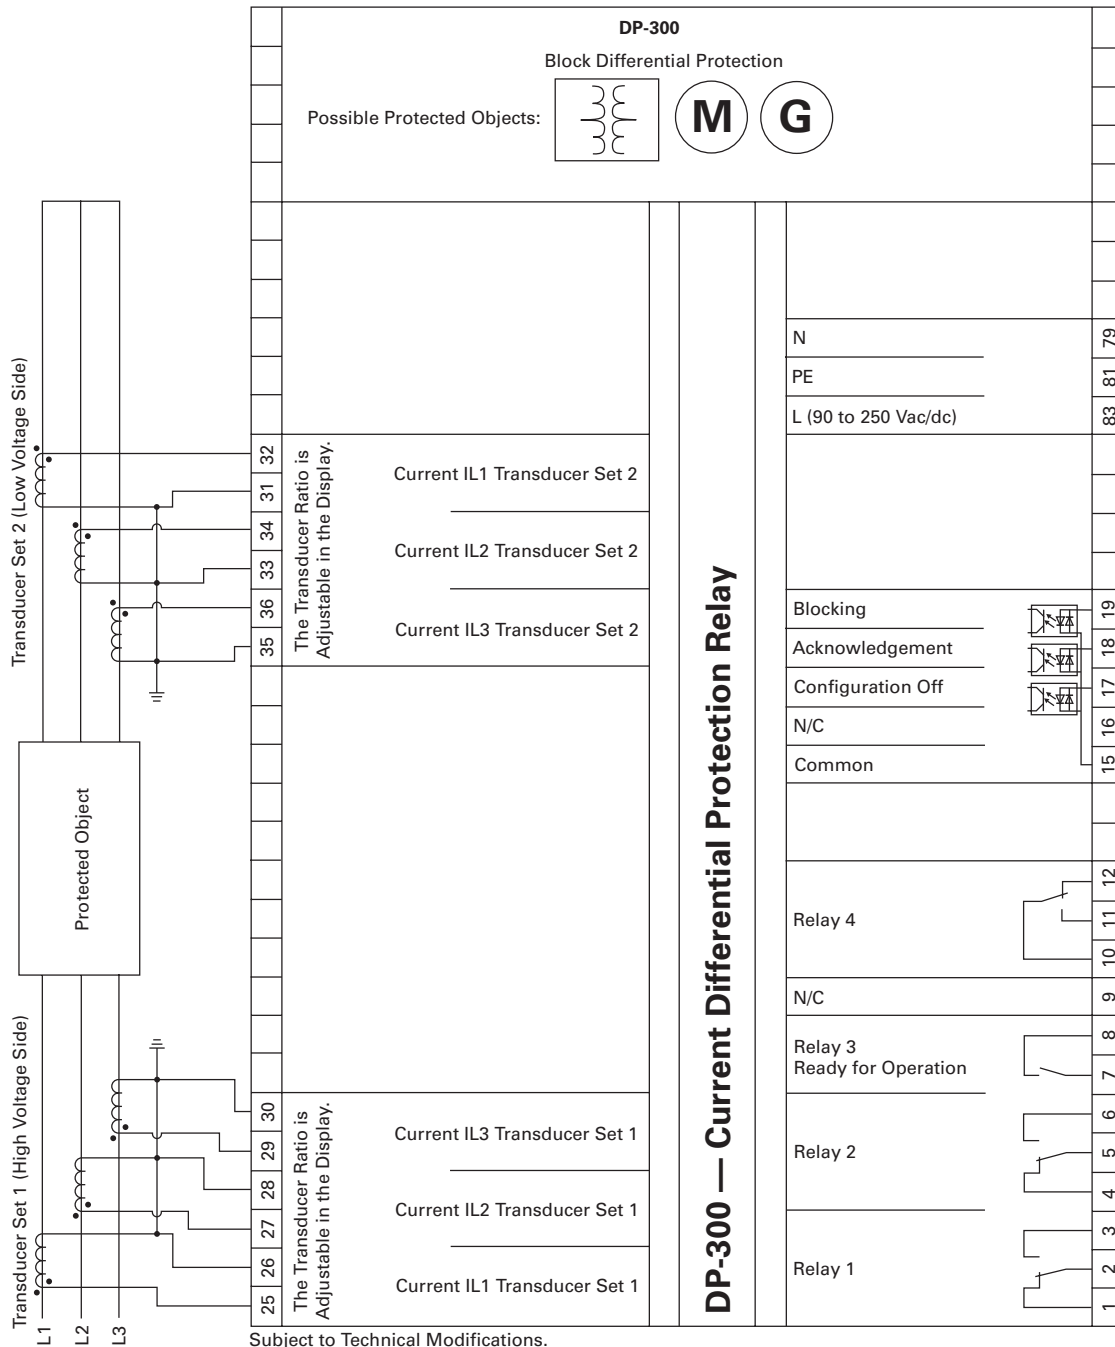 DP-300
Block Differential Protection
Possible Protected Objects:
M
G
Transducer Set 2 (Low Voltage Side)
32
31
34
33
36
35
The Transducer Ratio is
Adjustable in the Display.
Current IL1 Transducer Set 2
Current IL2 Transducer Set 2
Current IL3 Transducer Set 2
Protected Object
Transducer Set 1 (High Voltage Side)
30
29
28
27
26
25
The Transducer Ratio is
Adjustable in the Display.
Current IL3 Transducer Set 1
Current IL2 Transducer Set 1
Current IL1 Transducer Set 1
L1
L2
L3
DP-300 — Current Differential Protection Relay
N
79
PE
81
L (90 to 250 Vac/dc)
83
Blocking
19
Acknowledgement
18
Configuration Off
17
N/C
16
Common
15
Relay 4
12
11
10
N/C
9
Relay 3
Ready for Operation
8
7
Relay 2
6
5
4
Relay 1
3
2
1
Subject to Technical Modifications.